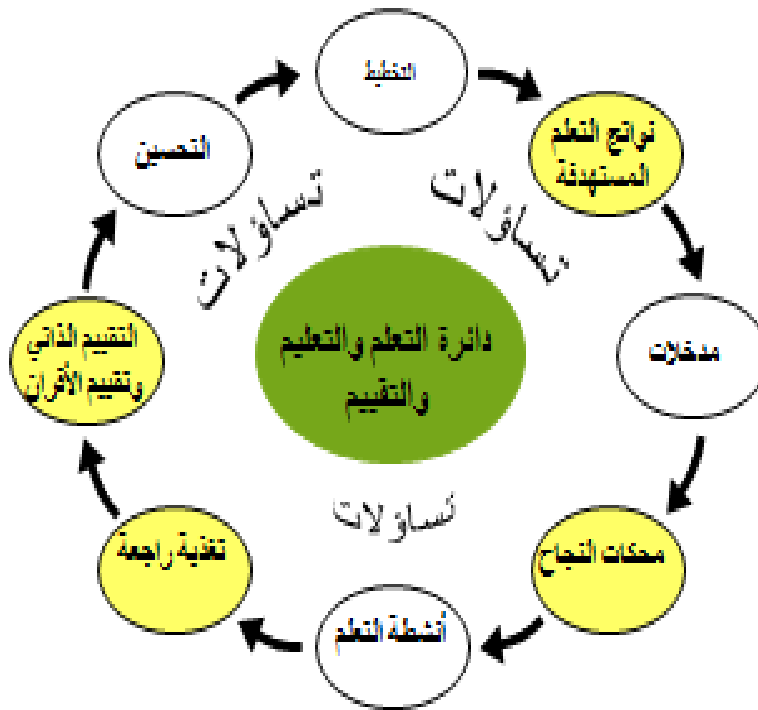 التخطيط
نواتج التعلم
المستهدفة
مدخلات
محكات النجاح
أنشطة التعلم
تغذية راجعة
التقييم الذاتي
وتقييم الأقران
التحسين
تساؤلات
تساؤلات
تساؤلات
دائرة التعلم والتعليم
والتقييم